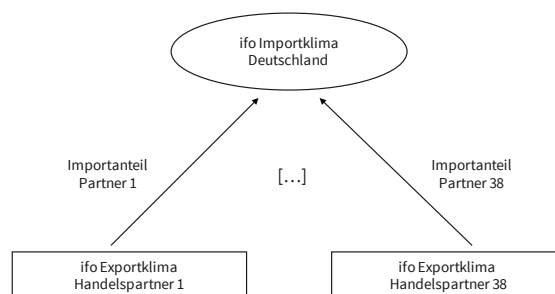 ifo Importklima
Deutschland
Importanteil
Partner 1
[…]
Importanteil
Partner 38
ifo Exportklima
Handelspartner 1
ifo Exportklima
Handelspartner 38